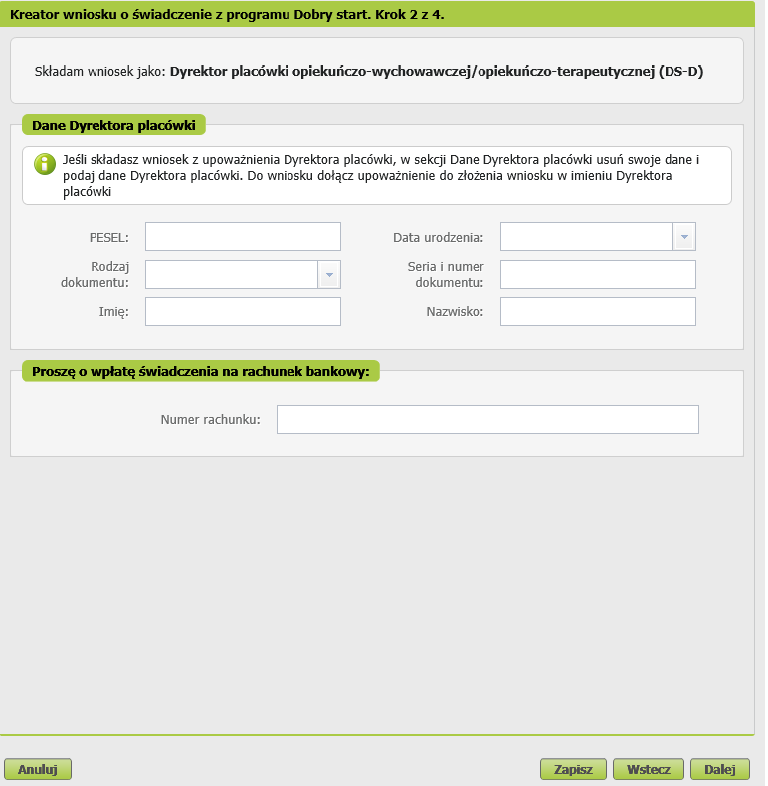 Kreator wniosku o świadczenie z programu Dobry start. Krok 2 z 4.
Składam wniosek jako: Dyrektor placówki opiekuńczo-wychowawczej/opiekuńczo-terapeutycznej (DS-D)
Dane Dyrektora placówki
Jeśli składasz wniosek z upoważnienia Dyrektora placówki, w sekcji Dane Dyrektora placówki usuń swoje dane i
podaj dane Dyrektora placówki. Do wniosku dołącz upoważnienie do złożenia wniosku w imieniu Dyrektora
placówki
PESEL:
Data urodzenia:
Rodzaj
dokumentu:
Seria i numer
dokumentu:
Imię:
Nazwisko:
Proszę o wpłatę świadczenia na rachunek bankowy:
Numer rachunku:
Anuluj
Zapisz
Wstecz
Dalej